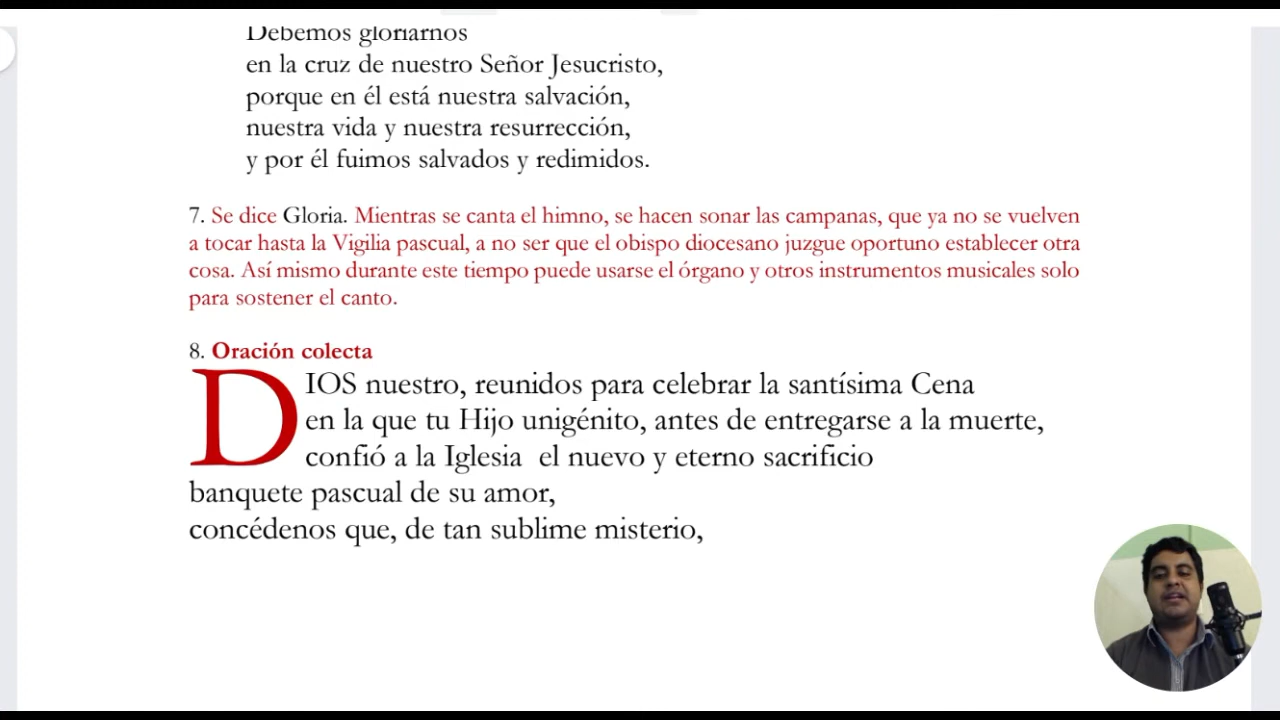 Debemos gloriarnos
en la cruz de nuestro Señor Jesucristo,
porque en él está nuestra salvación,
nuestra vida y nuestra resurrección,
y por él fuimos salvados y redimidos.
7. Se dice Gloria. Mientras se canta el himno, se hacen sonar las campanas, que ya no se vuelven
a tocar hasta la Vigilia pascual, a no ser que el obispo diocesano juzgue oportuno establecer otra
cosa. Así mismo durante este tiempo puede usarse el órgano y otros instrumentos musicales solo
para sostener el canto.
8. Oración colecta
DIOS nuestro, reunidos para celebrar la santísima Cena
en la que tu Hijo unigénito, antes de entregarse a la muerte,
confió a la Iglesia  el nuevo y eterno sacrificio
banquete pascual de su amor,
concédenos que, de tan sublime misterio,